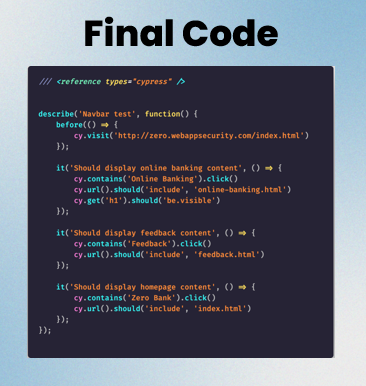 Final Code
/// <reference types="cypress" />
describe('Navbar test', function() {
before(() => {
cy.visit('http://zero.webappsecurity.com/index.html')
});
it('Should display online banking content', () => {
cy.contains('Online Banking').click()
cy.url().should('include', 'online-banking.html')
cy.get('h1').should('be.visible')
});
it('Should display feedback content', () => {
cy.contains('Feedback').click()
cy.url().should('include', 'feedback.html')
});
it('Should display homepage content', () => {
cy.contains('Zero Bank').click()
cy.url().should('include', 'index.html')
});
});